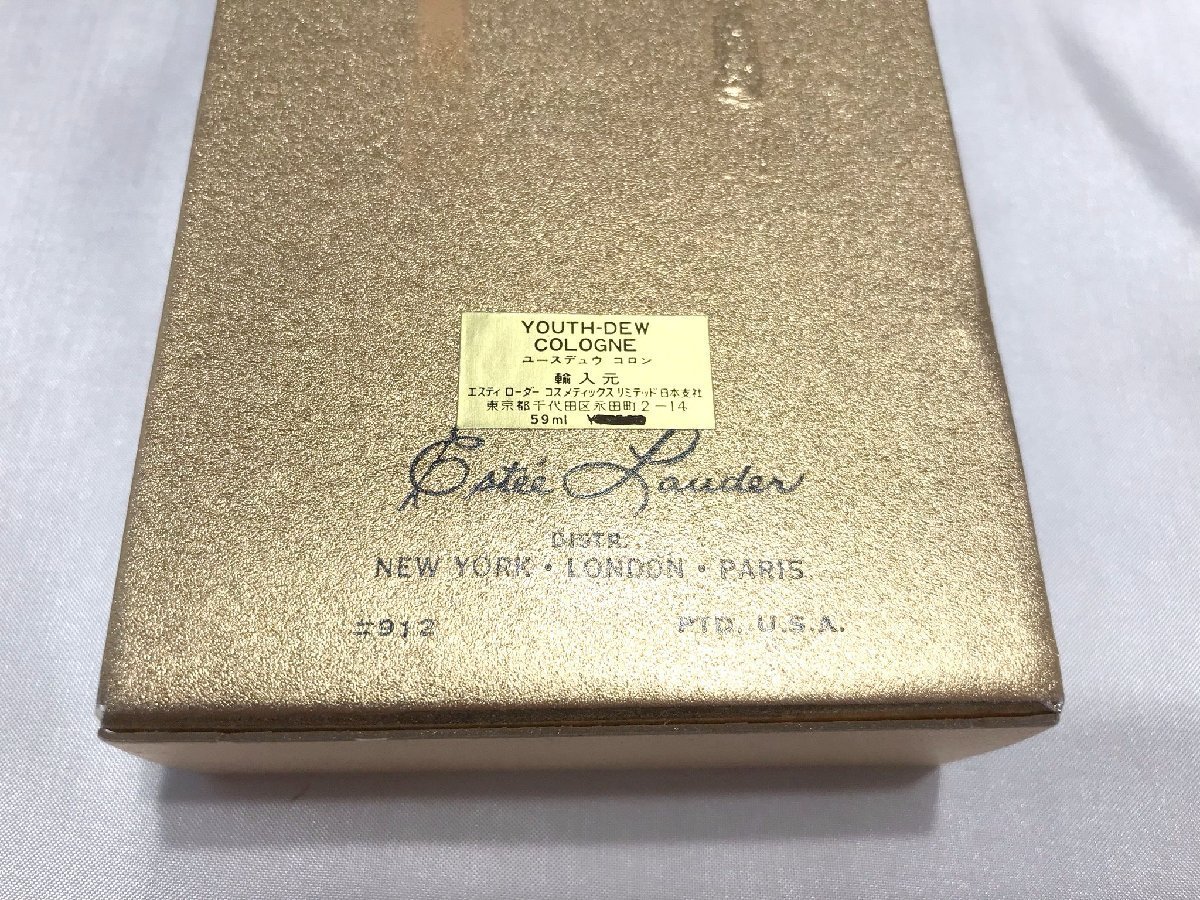 YOUTH-DEW
COLOGNE
ユースデュウ コロン
輸入元
エスティ ローダー コスメティックス リミテッド 日本支社
東京都千代田区永田町2-14
59ml ¥
Estēe Lauder
DISTR.
NEW YORK · LONDON · PARIS
#912 PTD. U.S.A.